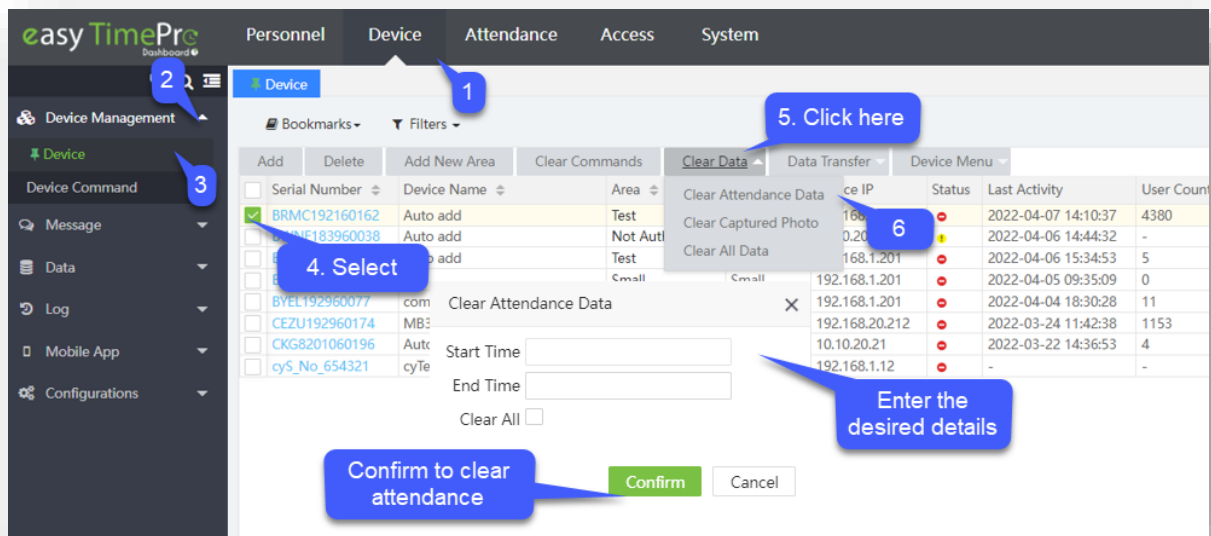 easy TimePro
Dashboard
Personnel Device Attendance Access System
1
2
Device
Device Management
Bookmarks Filters
5. Click here
Device
Add Delete Add New Area Clear Commands Clear Data Data Transfer Device Menu
Device Command
3
Serial Number Device Name Area ce IP Status Last Activity User Count
Clear Attendance Data
Clear Captured Photo
Clear All Data
6
BRMC192160162 Auto add Test 2022-04-07 14:10:37 4380
Auto add 2022-04-06 14:44:32 -
Test 192.168.1.201 2022-04-06 15:34:53 5
4. Select
Small Small 192.168.1.201 2022-04-05 09:35:09 0
BYEL192960077 com 192.168.1.201 2022-04-04 18:30:28 11
CEZU192960174 MB3 192.168.20.212 2022-03-24 11:42:38 1153
CKG8201060196 Auto 10.10.20.21 2022-03-22 14:36:53 4
cyS_No_654321 cyTe 192.168.1.12 - -
Message
Data
Log
Mobile App
Configurations
Clear Attendance Data
Start Time
End Time
Clear All
Enter the
desired details
Confirm to clear
attendance
Confirm Cancel